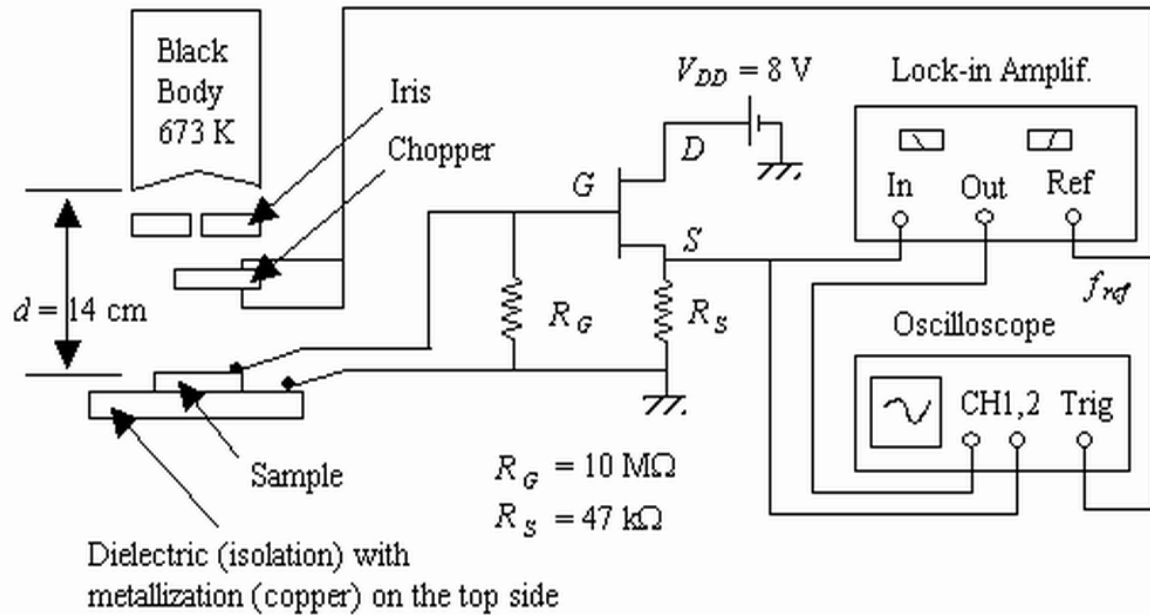 Black
Body
673 K
Iris
Chopper
d = 14 cm
V_DD = 8 V
D
G
S
R_G
R_S
Lock-in Amplif.
In
Out
Ref
f_ref
Oscilloscope
CH1,2
Trig
Sample
R_G = 10 MΩ
R_S = 47 kΩ
Dielectric (isolation) with
metallization (copper) on the top side